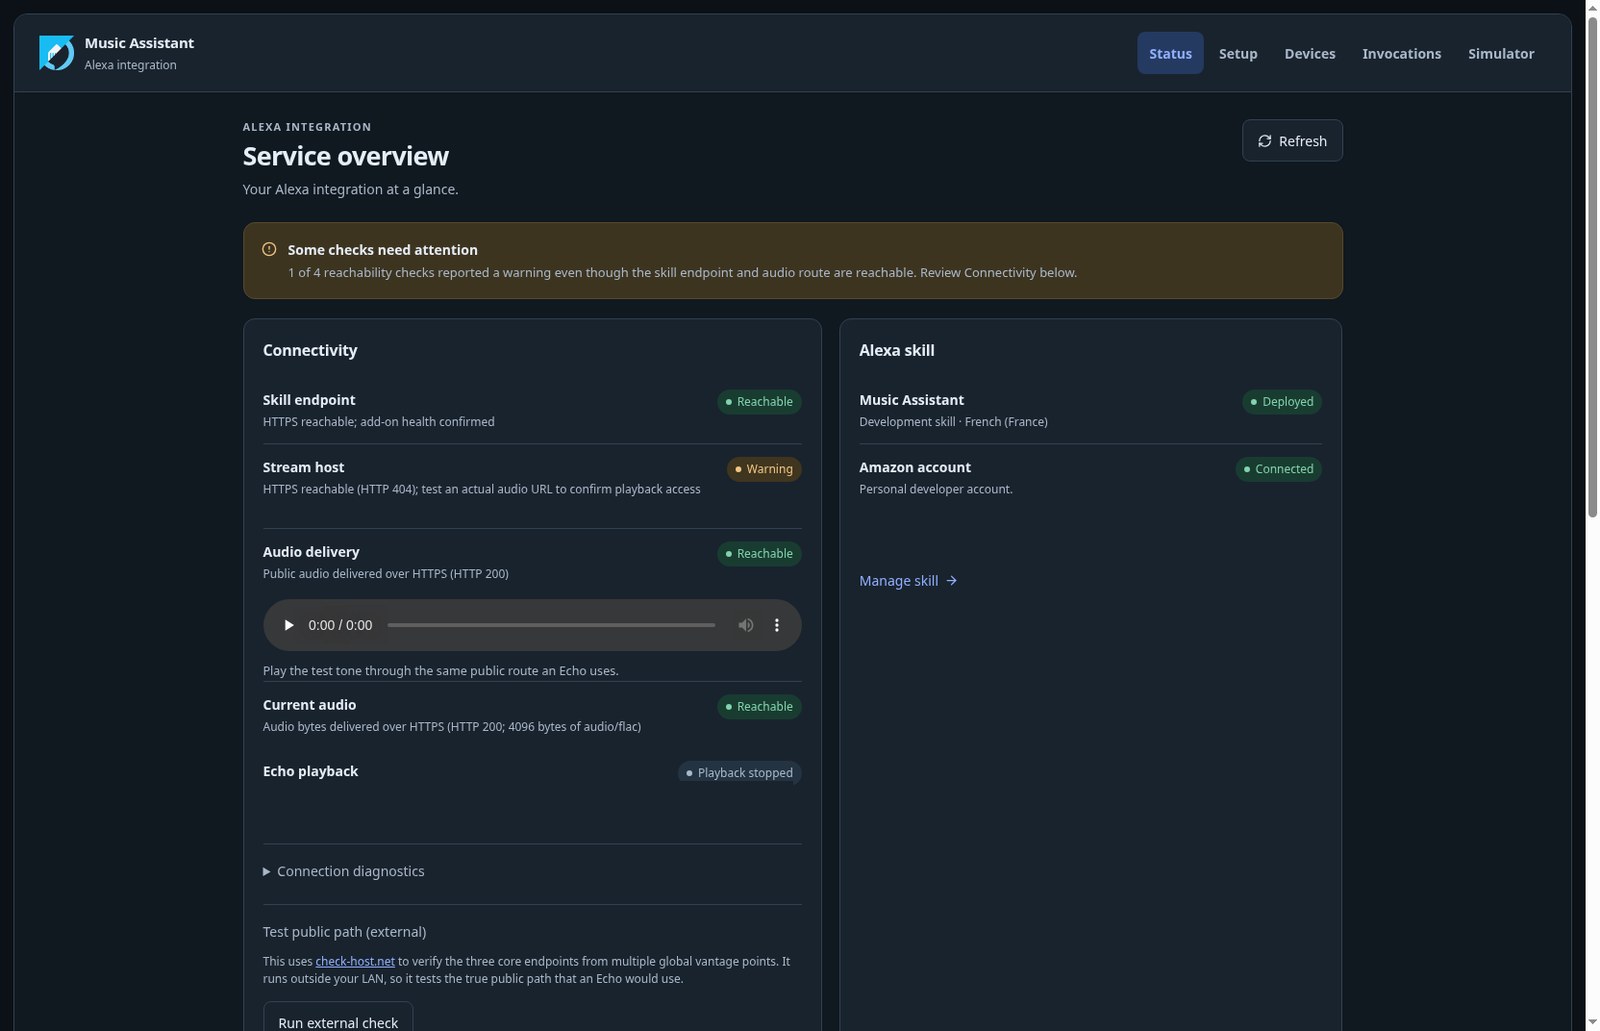 Music Assistant
Alexa integration
Status
Setup
Devices
Invocations
Simulator
ALEXA INTEGRATION
Service overview
Your Alexa integration at a glance.
Refresh
Some checks need attention
1 of 4 reachability checks reported a warning even though the skill endpoint and audio route are reachable. Review Connectivity below.
Connectivity
Skill endpoint
Reachable
HTTPS reachable; add-on health confirmed
Stream host
Warning
HTTPS reachable (HTTP 404); test an actual audio URL to confirm playback access
Audio delivery
Reachable
Public audio delivered over HTTPS (HTTP 200)
0:00 / 0:00
Play the test tone through the same public route an Echo uses.
Current audio
Reachable
Audio bytes delivered over HTTPS (HTTP 200; 4096 bytes of audio/flac)
Echo playback
Playback stopped
Connection diagnostics
Test public path (external)
This uses check-host.net to verify the three core endpoints from multiple global vantage points. It
runs outside your LAN, so it tests the true public path that an Echo would use.
Run external check
Alexa skill
Music Assistant
Deployed
Development skill · French (France)
Amazon account
Connected
Personal developer account.
Manage skill →